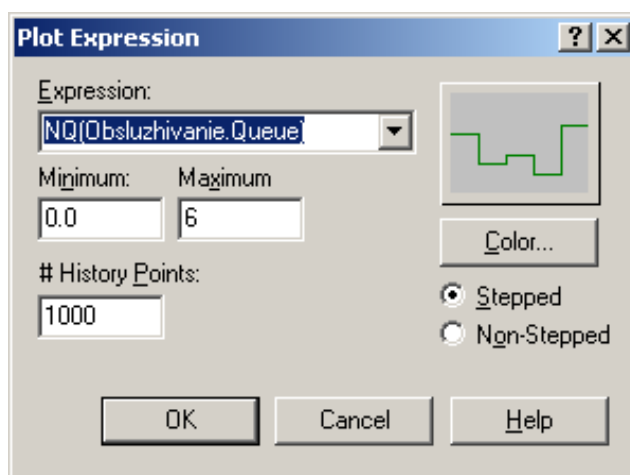 Plot Expression
Expression:
NQ(Obsluzhivanie.Queue)
Minimum: Maximum
0.0 6
Color...
# History Points:
1000
Stepped
Non-Stepped
OK Cancel Help